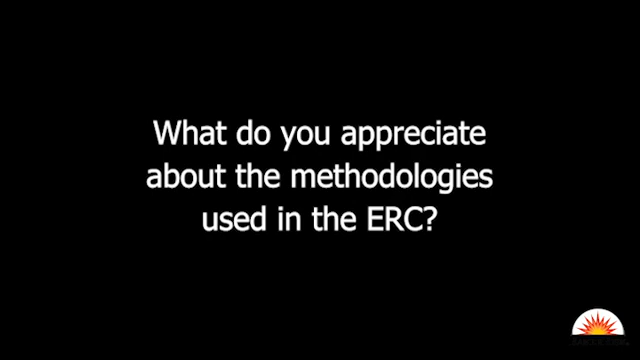 What do you appreciate
about the methodologies
used in the ERC?